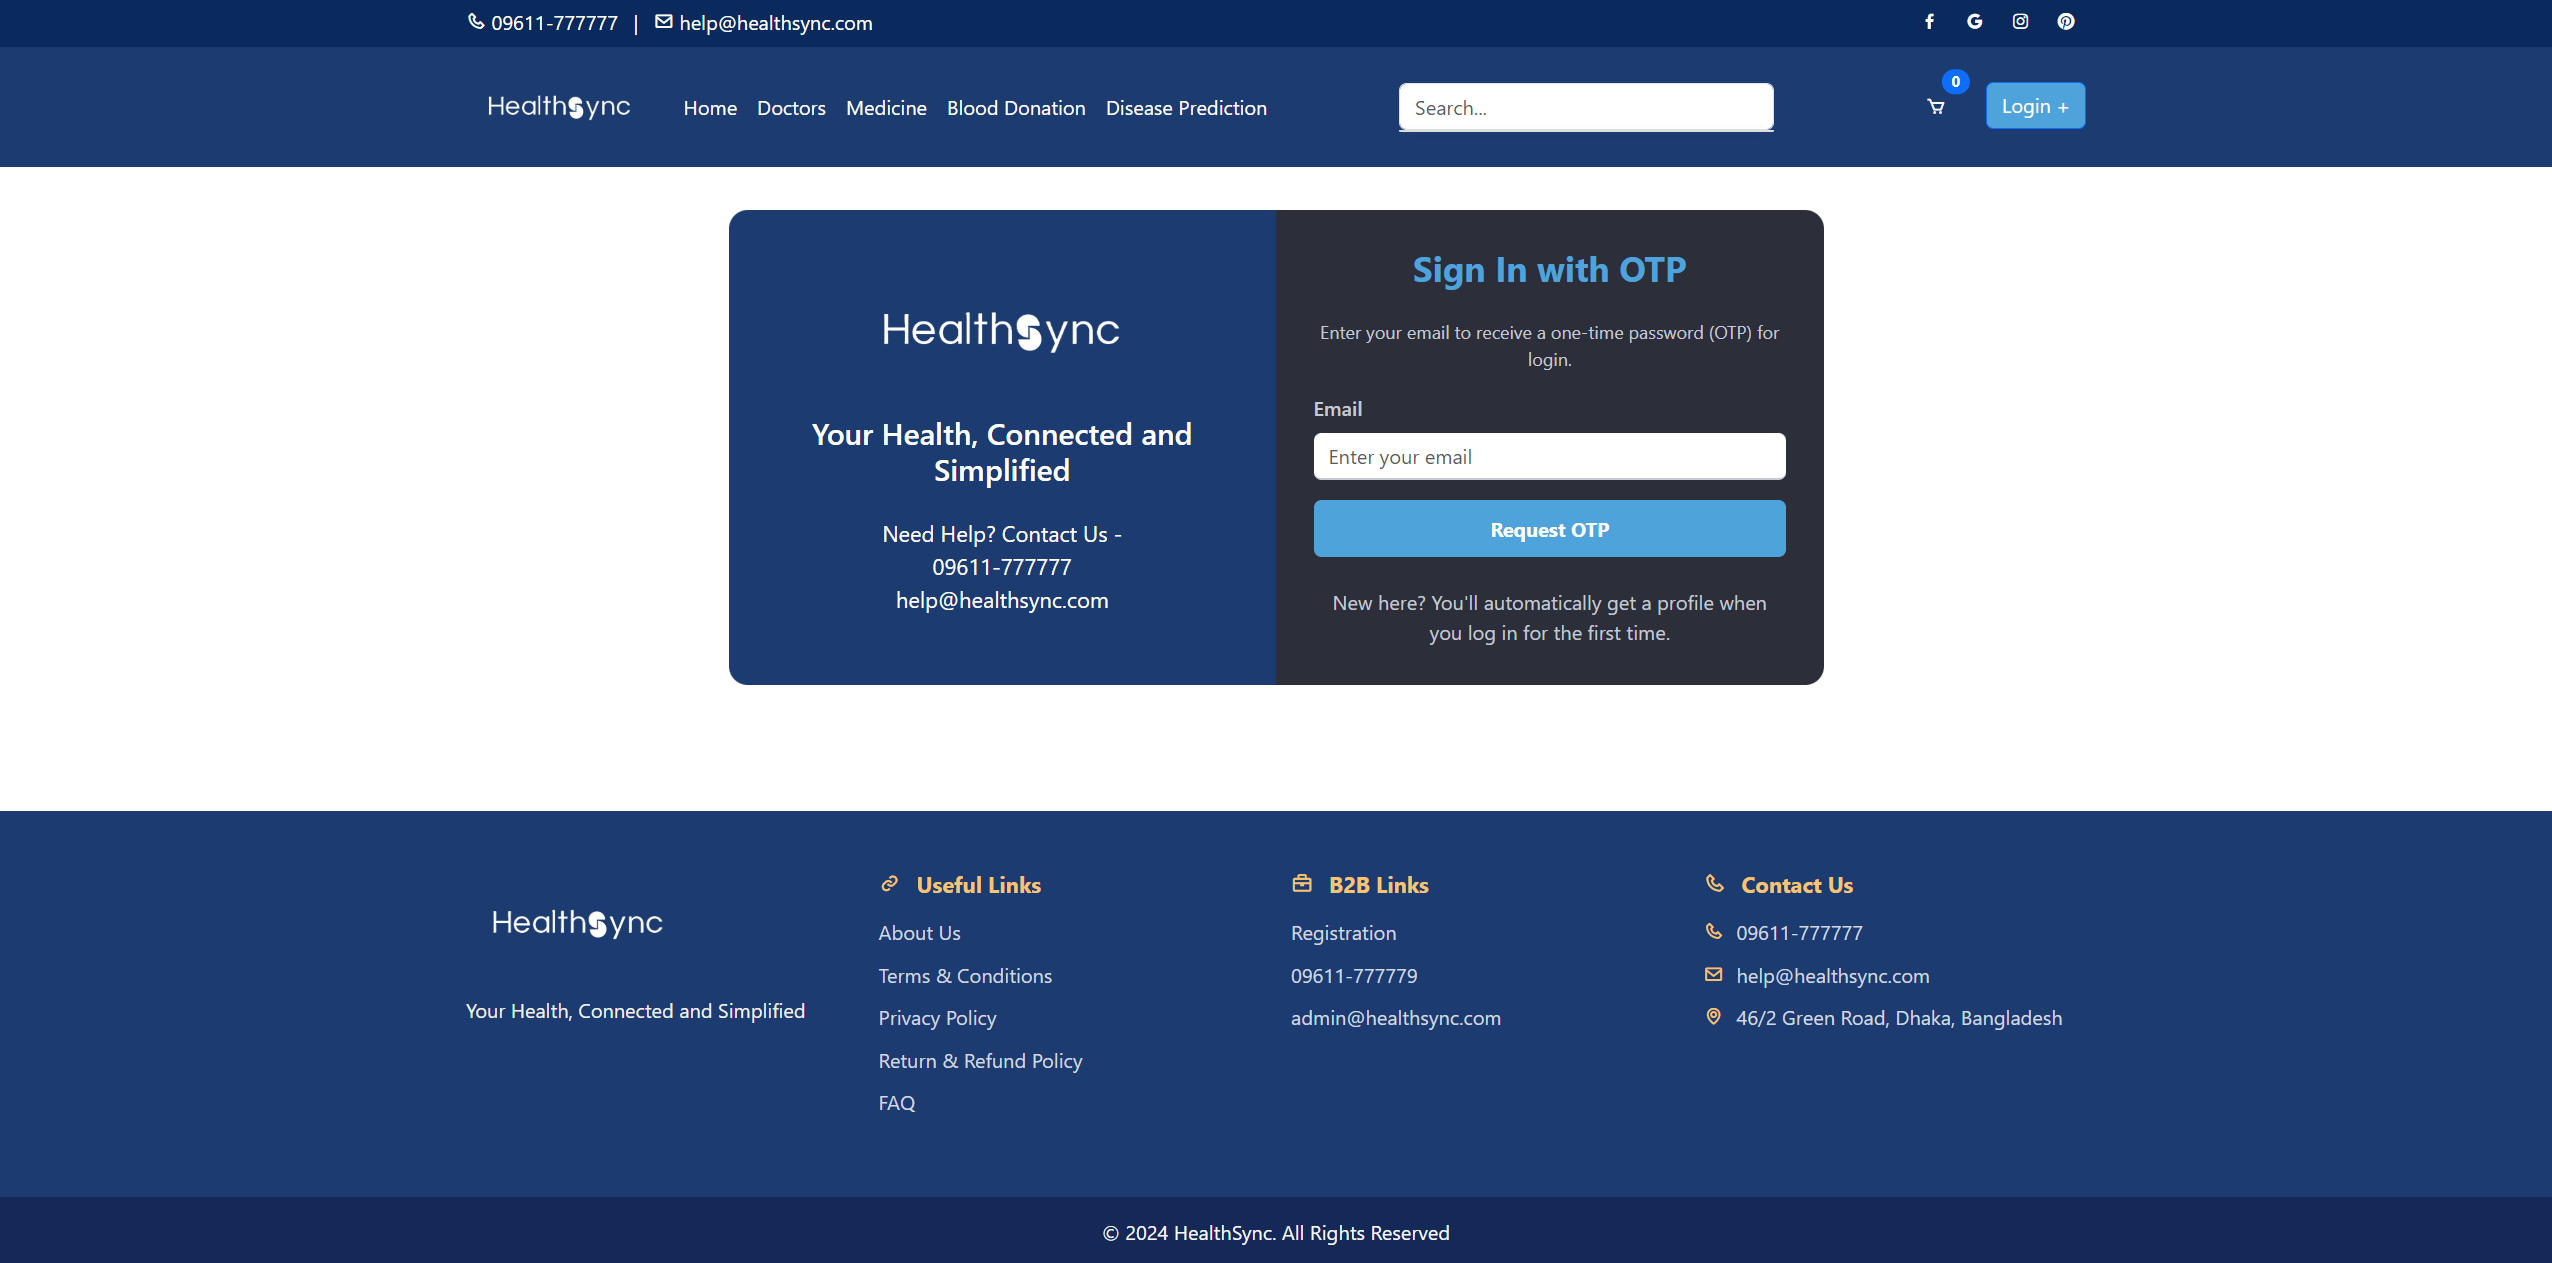 09611-777777 | help@healthsync.com
HealthSync
Home Doctors Medicine Blood Donation Disease Prediction
Search...
0
Login +
HealthSync
Your Health, Connected and
Simplified
Need Help? Contact Us -
09611-777777
help@healthsync.com
Sign In with OTP
Enter your email to receive a one-time password (OTP) for
login.
Email
Enter your email
Request OTP
New here? You'll automatically get a profile when
you log in for the first time.
HealthSync
Your Health, Connected and Simplified
Useful Links
About Us
Terms & Conditions
Privacy Policy
Return & Refund Policy
FAQ
B2B Links
Registration
09611-777779
admin@healthsync.com
Contact Us
09611-777777
help@healthsync.com
46/2 Green Road, Dhaka, Bangladesh
© 2024 HealthSync. All Rights Reserved